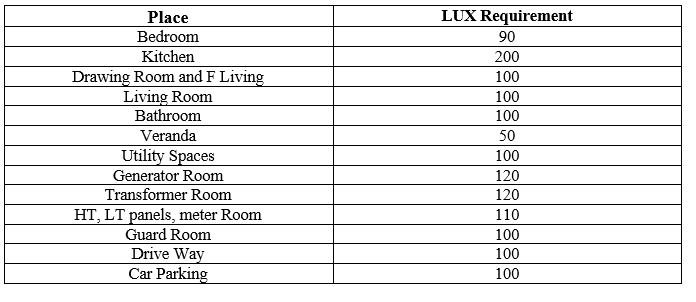 Place LUX Requirement
Bedroom 90
Kitchen 200
Drawing Room and F Living 100
Living Room 100
Bathroom 100
Veranda 50
Utility Spaces 100
Generator Room 120
Transformer Room 120
HT, LT panels, meter Room 110
Guard Room 100
Drive Way 100
Car Parking 100